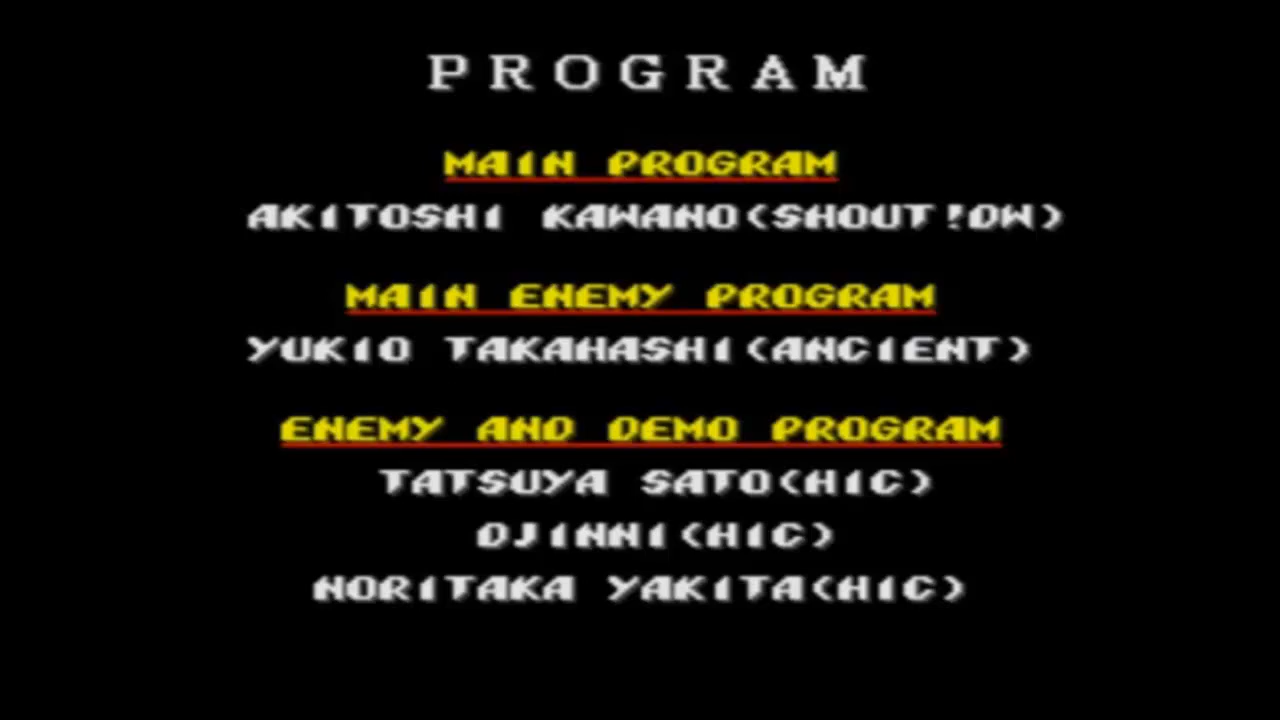 PROGRAM
MAIN PROGRAM
AKITOSHI KAWANO(SHOUT!DW)
MAIN ENEMY PROGRAM
YUKIO TAKAHASHI(ANCIENT)
ENEMY AND DEMO PROGRAM
TATSUYA SATO(HIC)
DJINNI(HIC)
NORITAKA YAKITA(HIC)